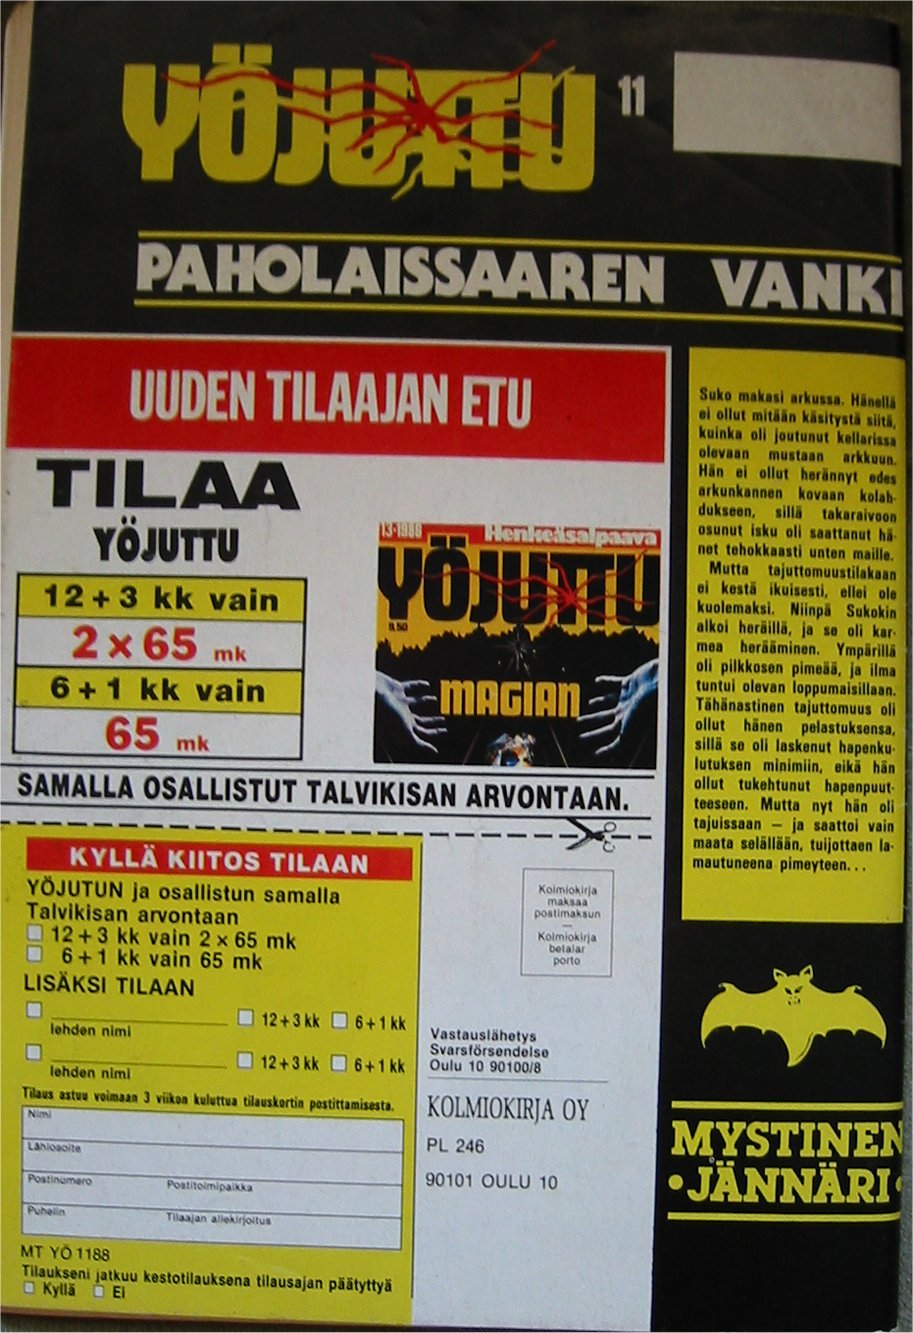 YÖJUTTU
11
PAHOLAISSAAREN VANKI
UUDEN TILAAJAN ETU
TILAA
YÖJUTTU
12+3 kk vain
2 x 65 mk
6+1 kk vain
65 mk
13·1986
Henkeäsalpaava
YÖJUTTU
9,50
MAGIAN
SAMALLA OSALLISTUT TALVIKISAN ARVONTAAN.
KYLLÄ KIITOS TILAAN
YÖJUTUN ja osallistun samalla
Talvikisan arvontaan
12+3 kk vain 2 x 65 mk
6+1 kk vain 65 mk
LISÄKSI TILAAN
12+3 kk 6+1 kk
lehden nimi
12+3 kk 6+1 kk
lehden nimi
Tilaus astuu voimaan 3 viikon kuluttua tilauskortin postittamisesta.
Nimi
Lähiosoite
Postinumero Postitoimipaikka
Puhelin Tilaajan allekirjoitus
MT YÖ 1188
Tilaukseni jatkuu kestotilauksena tilausajan päätyttyä
Kyllä Ei
Kolmiokirja
maksaa
postimaksun
—
Kolmiokirja
betalar
porto
Vastauslähetys
Svarsförsendelse
Oulu 10 90100/8
KOLMIOKIRJA OY
PL 246
90101 OULU 10
Suko makasi arkussa. Hänellä
ei ollut mitään käsitystä siitä,
kuinka oli joutunut kellarissa
olevaan mustaan arkkuun.
Hän ei ollut herännyt edes
arkunkannen kovaan kolah-
dukseen, sillä takaraivoon
osunut isku oli saattanut hä-
net tehokkaasti unten maille.
Mutta tajuttomuustilakaan
ei kestä ikuisesti, ellei ole
kuolemaksi. Niinpä Sukokin
alkoi heräillä, ja se oli kar-
mea herääminen. Ympärillä
oli pilkkosen pimeää, ja ilma
tuntui olevan loppumaisillaan.
Tähänastinen tajuttomuus oli
ollut hänen pelastuksensa,
sillä se oli laskenut hapenku-
lutuksen minimiin, eikä hän
ollut tukehtunut hapenpuut-
teeseen. Mutta nyt hän oli
tajuissaan — ja saattoi vain
maata selällään, tuijottaen la-
mautuneena pimeyteen...
MYSTINEN
•JÄNNÄRI•